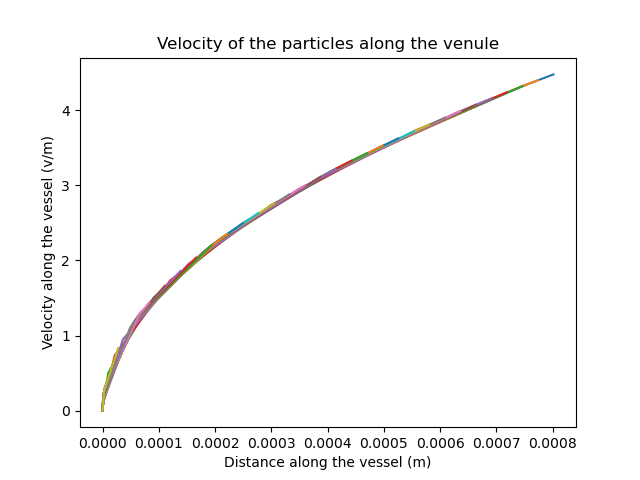 Velocity of the particles along the venule
Velocity along the vessel (v/m)
4
3
2
1
0
0.0000 0.0001 0.0002 0.0003 0.0004 0.0005 0.0006 0.0007 0.0008
Distance along the vessel (m)